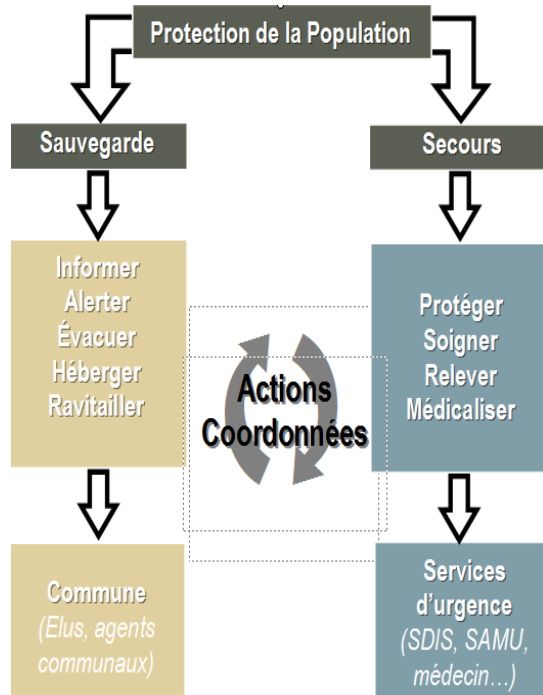 Protection de la Population
Sauvegarde
Secours
Informer
Alerter
Évacuer
Héberger
Ravitailler
Actions
Coordonnées
Protéger
Soigner
Relever
Médicaliser
Commune
(Elus, agents
communaux)
Services
d'urgence
(SDIS, SAMU,
médecin...)